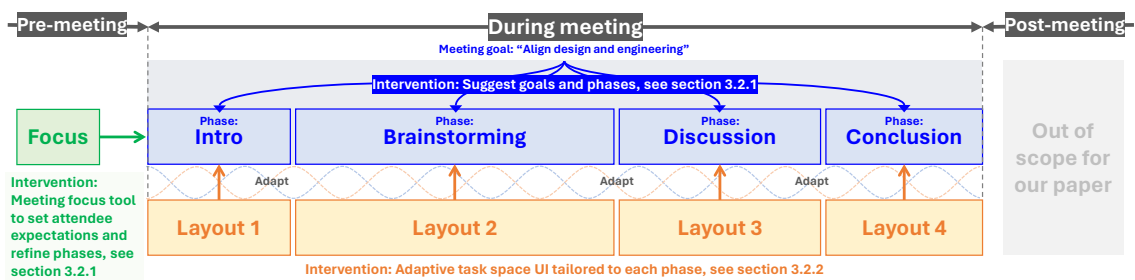 Pre-meeting
During meeting
Post-meeting
Meeting goal: “Align design and engineering”
Intervention: Suggest goals and phases, see section 3.2.1
Focus
Phase:
Intro
Phase:
Brainstorming
Phase:
Discussion
Phase:
Conclusion
Out of
scope for
our paper
Intervention:
Meeting focus tool
to set attendee
expectations and
refine phases, see
section 3.2.1
Adapt
Adapt
Adapt
Layout 1
Layout 2
Layout 3
Layout 4
Intervention: Adaptive task space UI tailored to each phase, see section 3.2.2